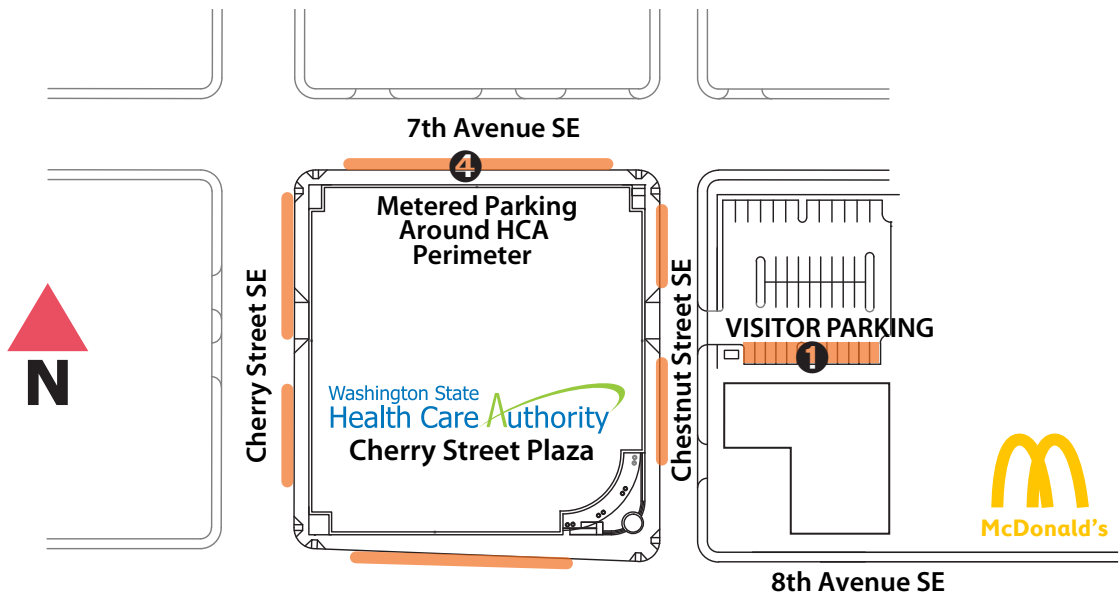 7th Avenue SE
4
Metered Parking
Around HCA
Perimeter
Cherry Street SE
Chestnut Street SE
VISITOR PARKING
1
N
Washington State
Health Care Authority
Cherry Street Plaza
McDonald's
8th Avenue SE